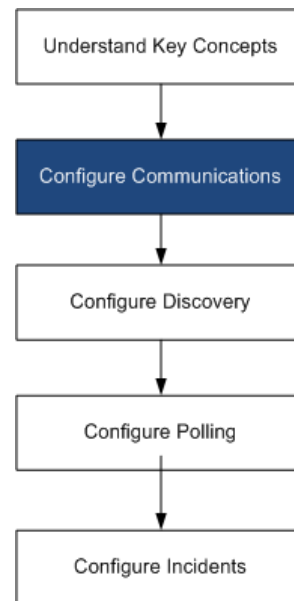 Understand Key Concepts
Configure Communications
Configure Discovery
Configure Polling
Configure Incidents